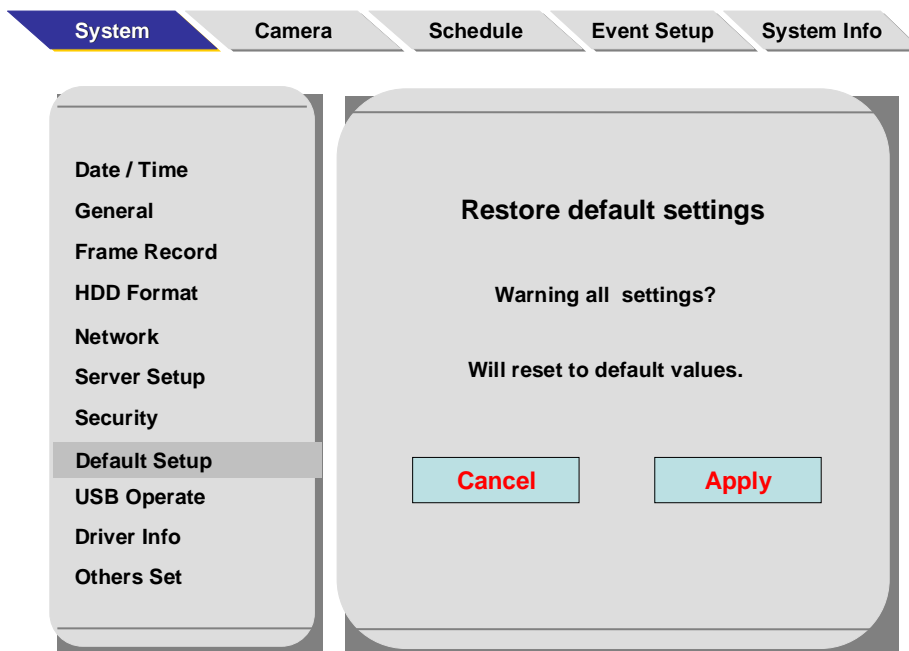 System Camera Schedule Event Setup System Info
Date / Time
General
Frame Record
HDD Format
Network
Server Setup
Security
Default Setup
USB Operate
Driver Info
Others Set
Restore default settings
Warning all settings?
Will reset to default values.
Cancel Apply